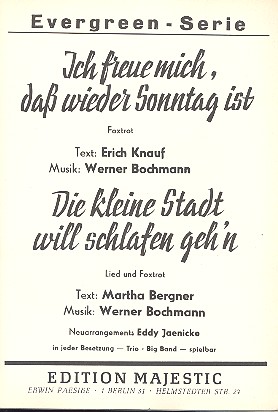 Evergreen - Serie
Ich freue mich,
daß wieder Sonntag ist
Foxtrot
Text: Erich Knauf
Musik: Werner Bochmann
Die kleine Stadt
will schlafen geh'n
Lied und Foxtrot
Text: Martha Bergner
Musik: Werner Bochmann
Neuarrangements Eddy Jaenicke
in jeder Besetzung — Trio - Big Band — spielbar
EDITION MAJESTIC
ERWIN PAESIKE · 1 BERLIN 31 · HELMSTEDTER STR. 23